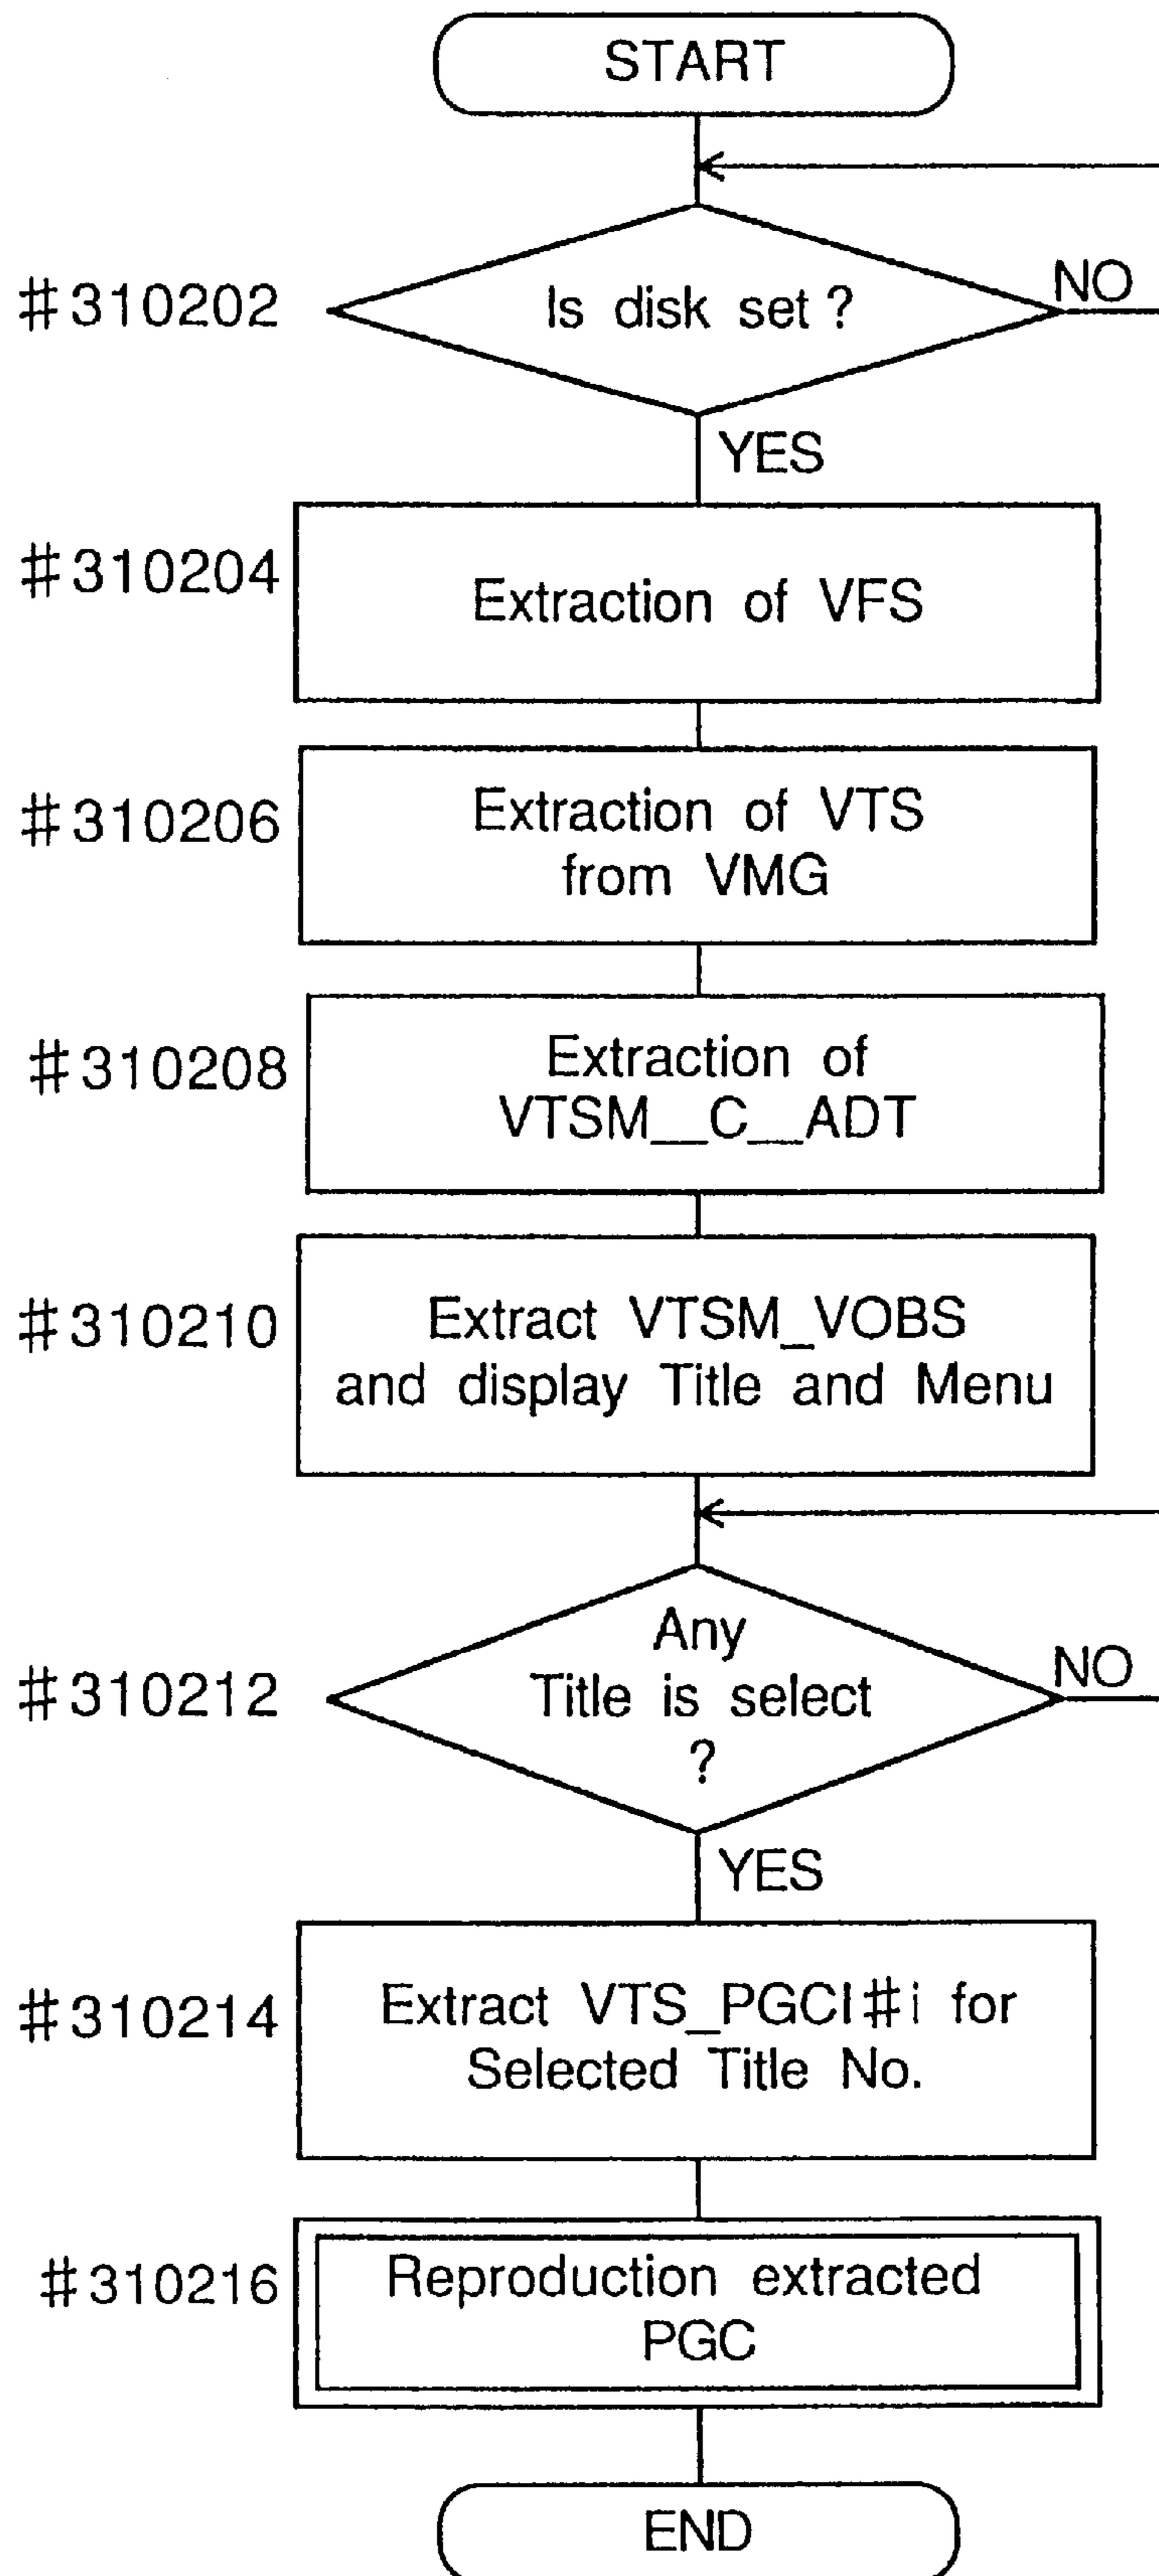 START
#310202
Is disk set ?
NO
YES
#310204
Extraction of VFS
#310206
Extraction of VTS
from VMG
#310208
Extraction of
VTSM__C__ADT
#310210
Extract VTSM_VOBS
and display Title and Menu
#310212
Any
Title is select
?
NO
YES
#310214
Extract VTS_PGCI#i for
Selected Title No.
#310216
Reproduction extracted
PGC
END